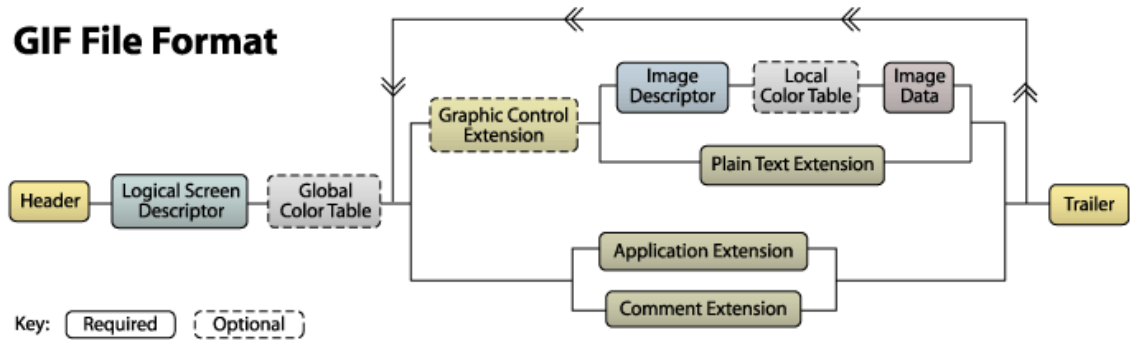 GIF File Format
Image
Descriptor
Local
Color Table
Image
Data
Graphic Control
Extension
Plain Text Extension
Header
Logical Screen
Descriptor
Global
Color Table
Trailer
Application Extension
Comment Extension
Key: Required Optional